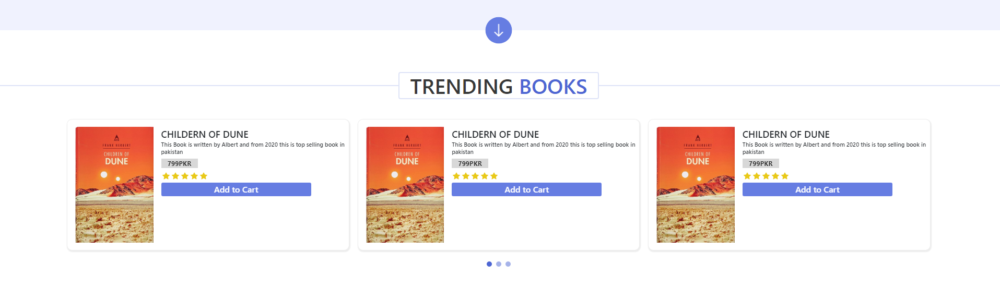 TRENDING BOOKS
ACE
FRANK HERBERT
CHILDREN OF
DUNE
CHILDERN OF DUNE
This Book is written by Albert and from 2020 this is top selling book in
pakistan
799PKR
Add to Cart
ACE
FRANK HERBERT
CHILDREN OF
DUNE
CHILDERN OF DUNE
This Book is written by Albert and from 2020 this is top selling book in
pakistan
799PKR
Add to Cart
ACE
FRANK HERBERT
CHILDREN OF
DUNE
CHILDERN OF DUNE
This Book is written by Albert and from 2020 this is top selling book in
pakistan
799PKR
Add to Cart